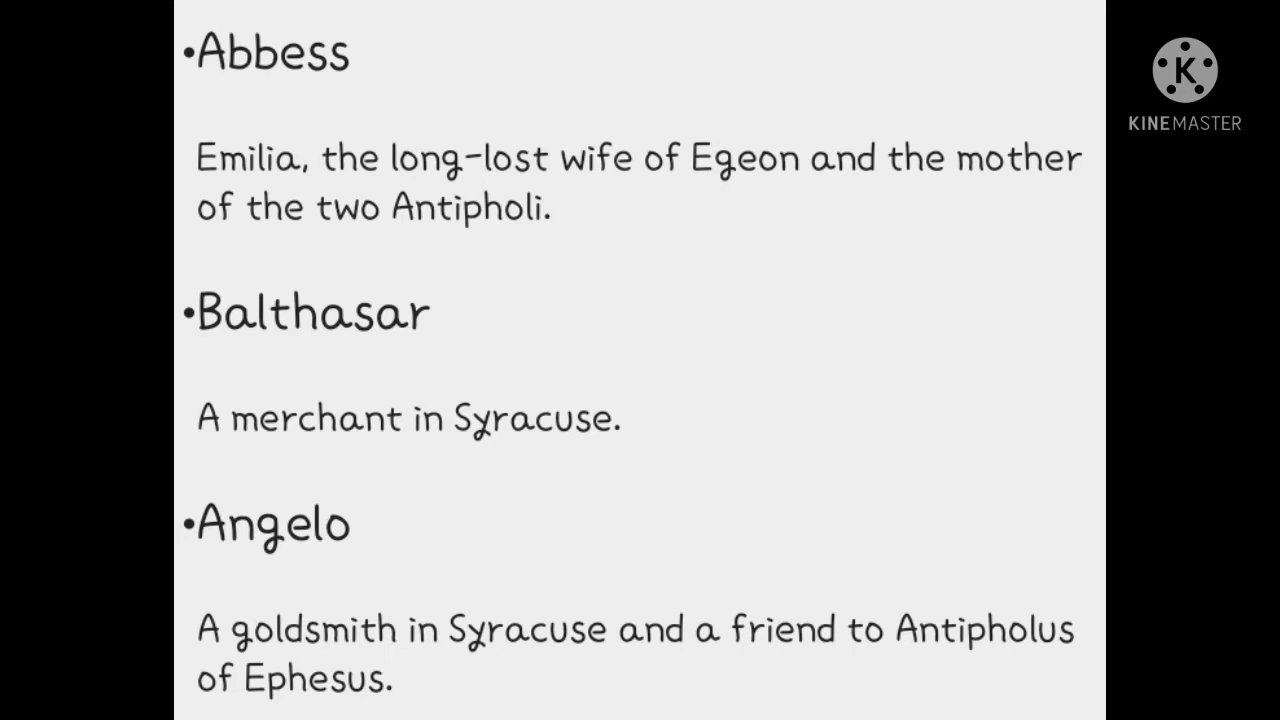 •Abbess
Emilia, the long-lost wife of Egeon and the mother
of the two Antipholi.
•Balthasar
A merchant in Syracuse.
•Angelo
A goldsmith in Syracuse and a friend to Antipholus
of Ephesus.
K
KINEMASTER